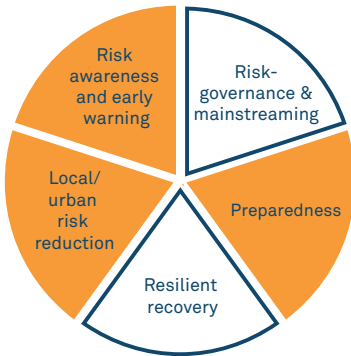 Risk
awareness
and early
warning
Risk-
governance &
mainstreaming
Local/
urban
risk
reduction
Preparedness
Resilient
recovery